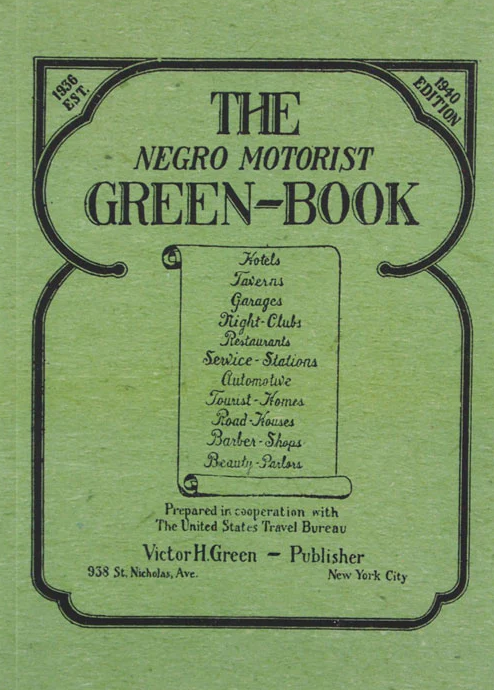 1936
EST.
1940
EDITION
THE
NEGRO MOTORIST
GREEN-BOOK
Hotels
Taverns
Garages
Night-Clubs
Restaurants
Service-Stations
Automotive
Tourist-Homes
Road-Houses
Barber-Shops
Beauty-Parlors
Prepared in cooperation with
The United States Travel Bureau
Victor H. Green — Publisher
938 St. Nicholas, Ave. New York City